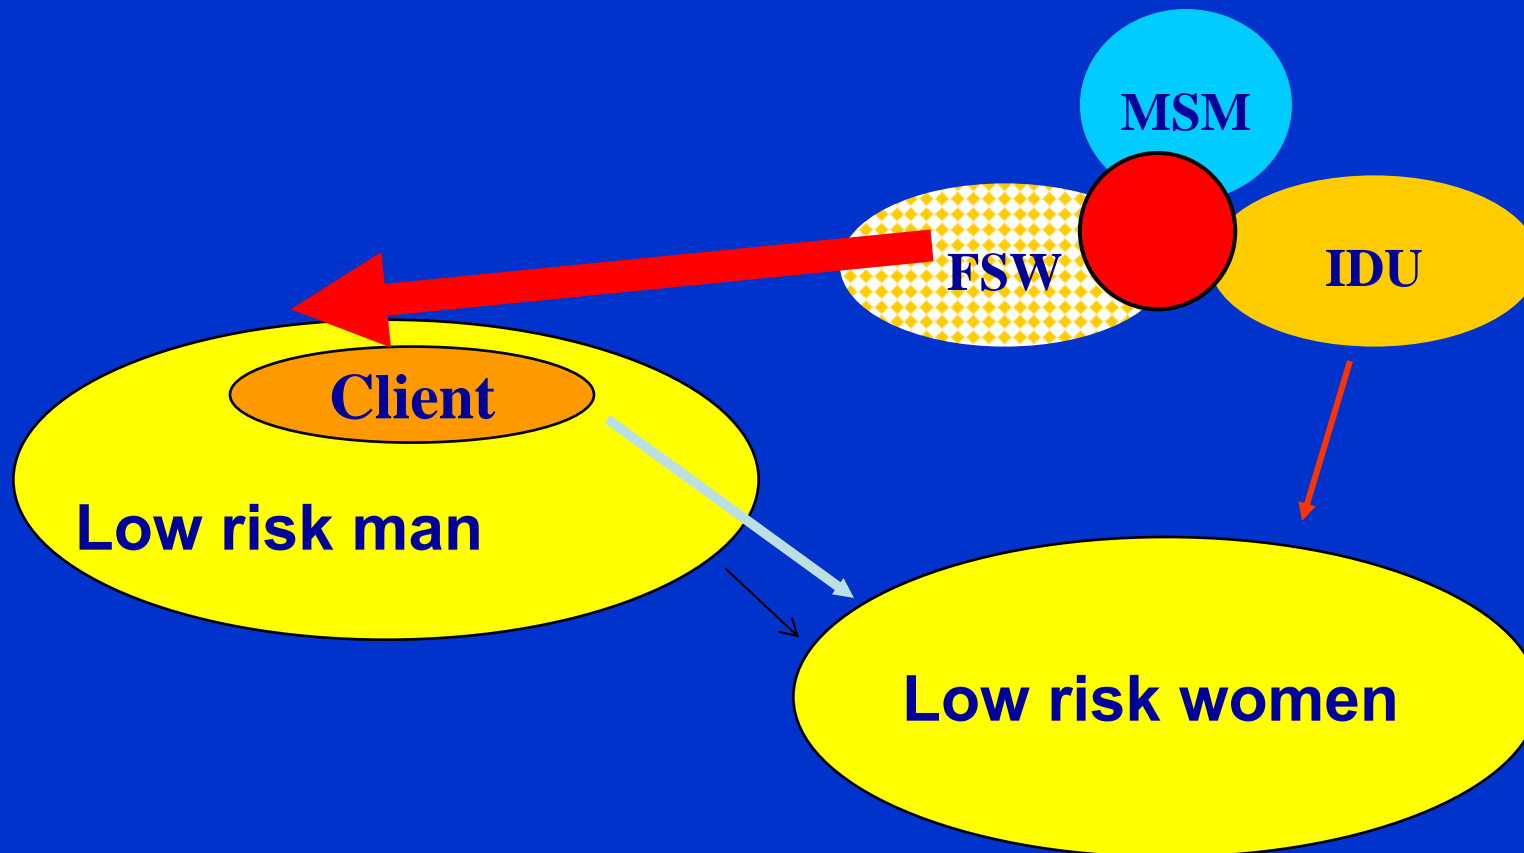 MSM
FSW
IDU
Client
Low risk man
Low risk women